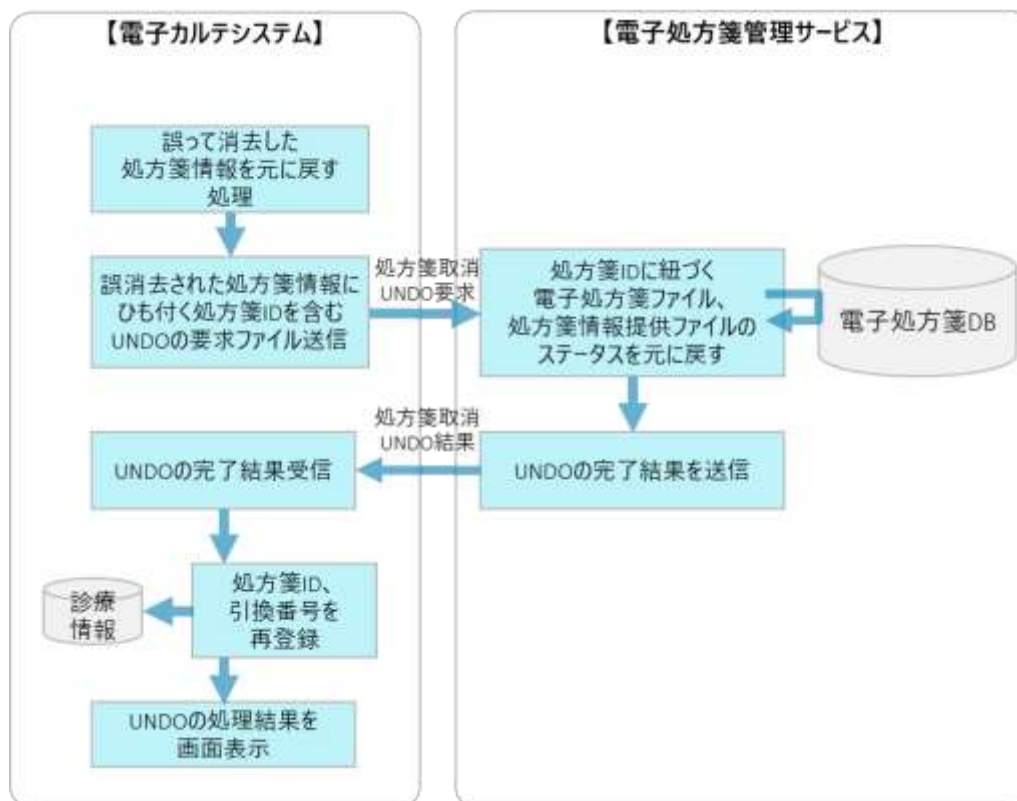 【電子カルテシステム】
【電子処方箋管理サービス】
誤って消去した
処方箋情報を元に戻す
処理
誤消去された処方箋情報に
ひも付く処方箋IDを含む
UNDOの要求ファイル送信
処方箋取消
UNDO要求
処方箋IDに紐づく
電子処方箋ファイル、
処方箋情報提供ファイルの
ステータスを元に戻す
電子処方箋DB
処方箋取消
UNDO結果
UNDOの完了結果受信
UNDOの完了結果を送信
処方箋ID、
引換番号を
再登録
診療
情報
UNDOの処理結果を
画面表示